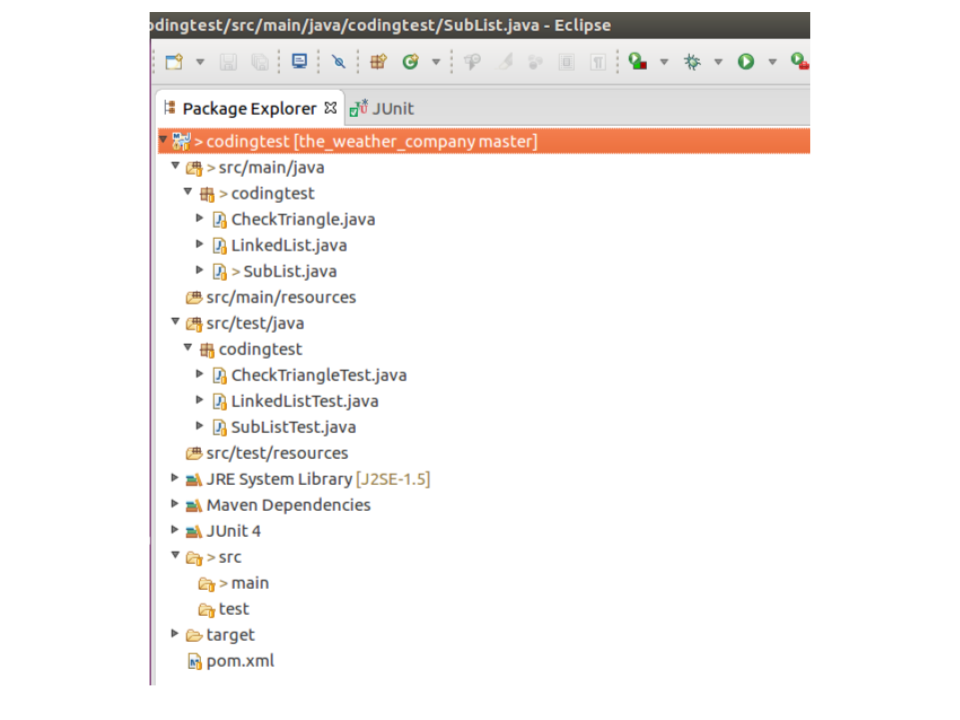 odingtest/src/main/java/codingtest/SubList.java - Eclipse
Package Explorer JUnit
> codingtest [the_weather_company master]
> src/main/java
> codingtest
CheckTriangle.java
LinkedList.java
> SubList.java
src/main/resources
src/test/java
codingtest
CheckTriangleTest.java
LinkedListTest.java
SubListTest.java
src/test/resources
JRE System Library [J2SE-1.5]
Maven Dependencies
JUnit 4
> src
> main
test
target
pom.xml